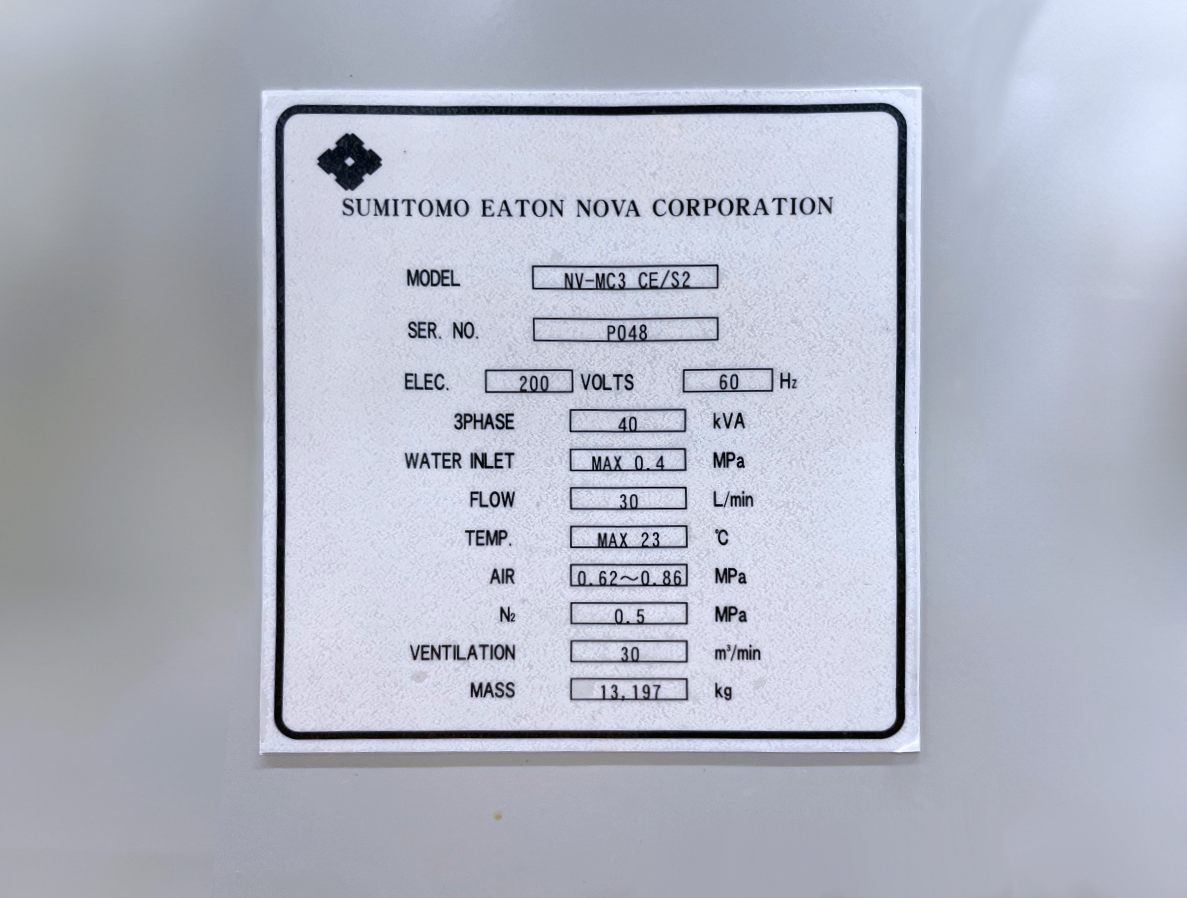 SUMITOMO EATON NOVA CORPORATION
MODEL NV-MC3 CE/S2
SER. NO. P048
ELEC. 200 VOLTS 60 Hz
3PHASE 40 kVA
WATER INLET MAX 0.4 MPa
FLOW 30 L/min
TEMP. MAX 23 ℃
AIR 0.62～0.86 MPa
N₂ 0.5 MPa
VENTILATION 30 m³/min
MASS 13,197 kg